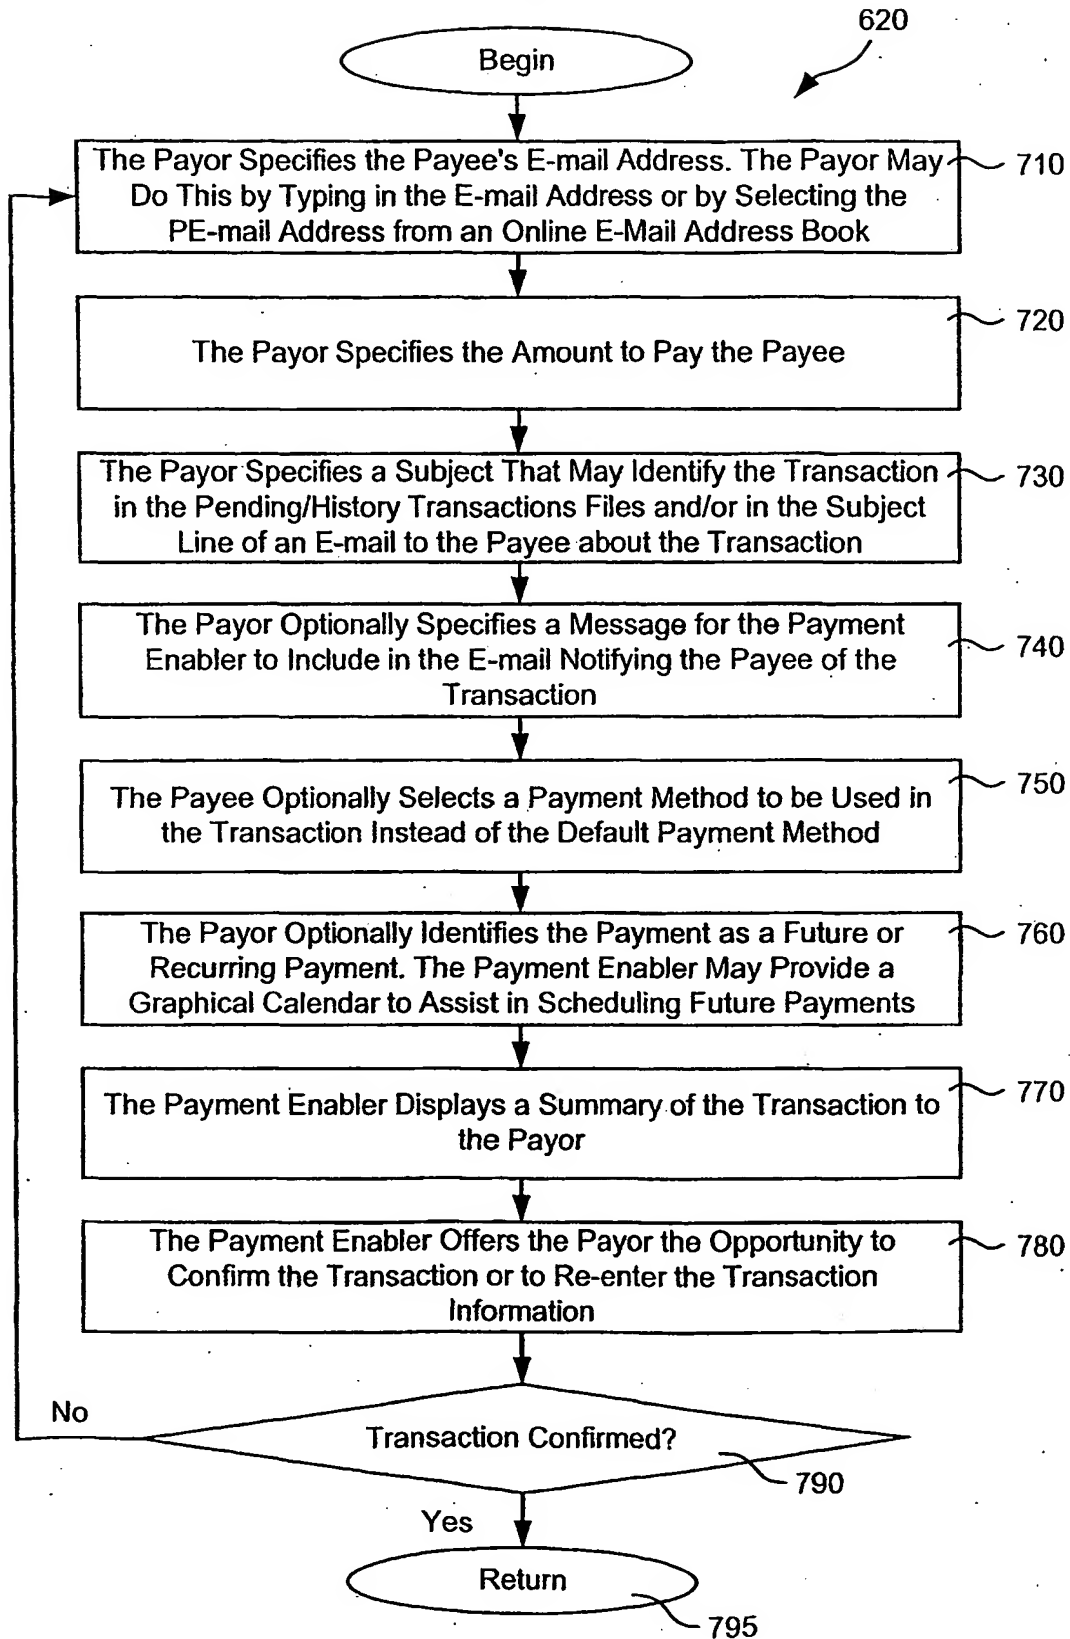 620
Begin
The Payor Specifies the Payee's E-mail Address. The Payor May
Do This by Typing in the E-mail Address or by Selecting the
PE-mail Address from an Online E-Mail Address Book
710
The Payor Specifies the Amount to Pay the Payee
720
The Payor Specifies a Subject That May Identify the Transaction
in the Pending/History Transactions Files and/or in the Subject
Line of an E-mail to the Payee about the Transaction
730
The Payor Optionally Specifies a Message for the Payment
Enabler to Include in the E-mail Notifying the Payee of the
Transaction
740
The Payee Optionally Selects a Payment Method to be Used in
the Transaction Instead of the Default Payment Method
750
The Payor Optionally Identifies the Payment as a Future or
Recurring Payment. The Payment Enabler May Provide a
Graphical Calendar to Assist in Scheduling Future Payments
760
The Payment Enabler Displays a Summary of the Transaction to
the Payor
770
The Payment Enabler Offers the Payor the Opportunity to
Confirm the Transaction or to Re-enter the Transaction
Information
780
No
Transaction Confirmed?
790
Yes
Return
795